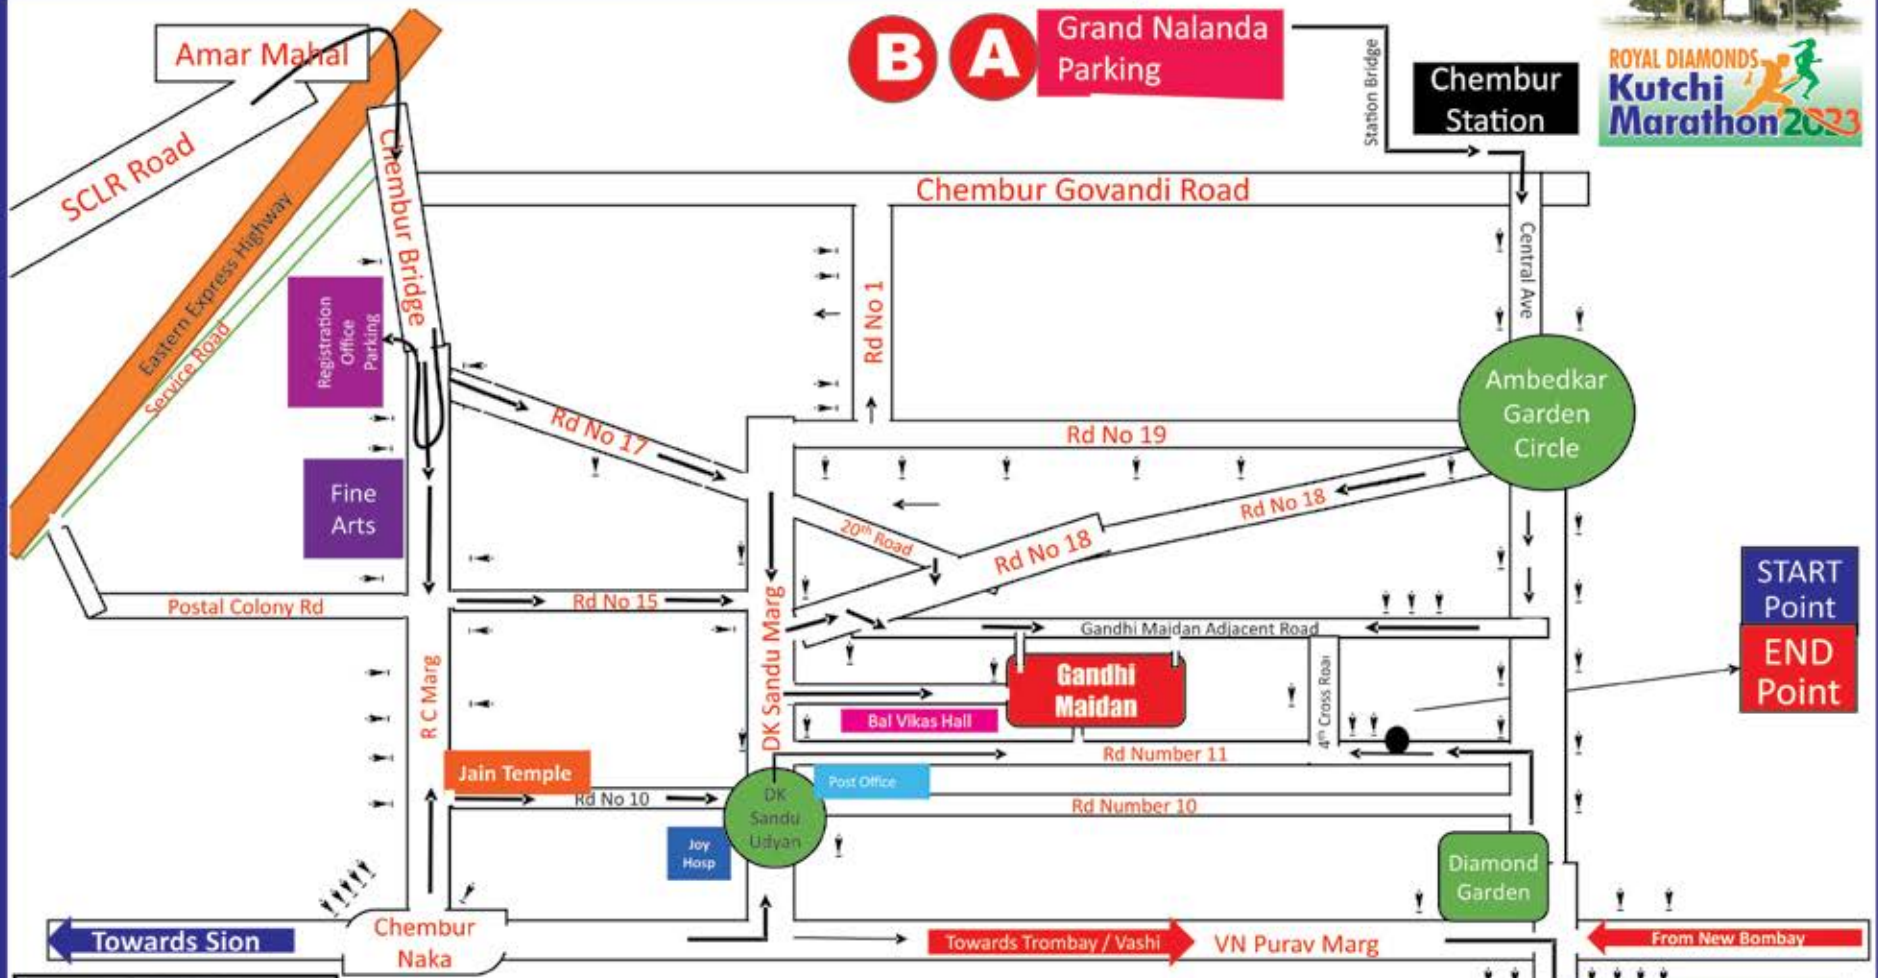 Amar Mahal
SCLR Road
Eastern Express Highway
Service Road
Chembur Bridge
B
A
Grand Nalanda
Parking
Station Bridge
Chembur
Station
ROYAL DIAMONDS
Kutchi
Marathon 2023
Chembur Govandi Road
Central Ave
Registration
Office
Parking
Rd No 1
Ambedkar
Garden
Circle
Rd No 17
Rd No 19
Fine
Arts
20th Road
Rd No 18
Rd No 18
START
Point
END
Point
Postal Colony Rd
Rd No 15
DK Sandu Marg
Gandhi Maidan Adjacent Road
R C Marg
Gandhi
Maidan
4th Cross Road
Bal Vikas Hall
Rd Number 11
Jain Temple
Post Office
Rd No 10
DK
Sandu
Udyan
Rd Number 10
Joy
Hosp
Diamond
Garden
Towards Sion
Chembur
Naka
Towards Trombay / Vashi
VN Purav Marg
From New Bombay